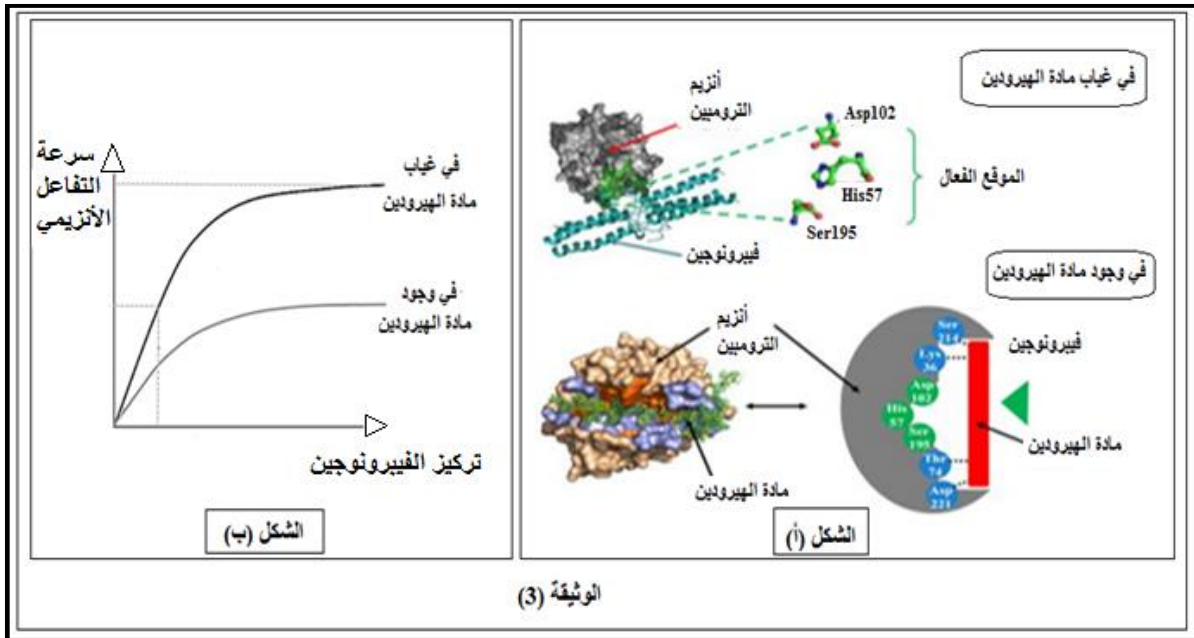 في غياب مادة الهيرودين
أنزيم
الترومبين
Asp102
His57
Ser195
الموقع الفعال
فيبرونوجين
في وجود مادة الهيرودين
أنزيم
الترومبين
مادة الهيرودين
Ser
214
Lys
36
Asp
102
His
57
Ser
195
Thr
74
Asp
221
فيبرونوجين
مادة الهيرودين
الشكل (أ)
سرعة
التفاعل
الأنزيمي
في غياب
مادة الهيرودين
في وجود
مادة الهيرودين
تركيز الفيبرونوجين
الشكل (ب)
الوثيقة (3)